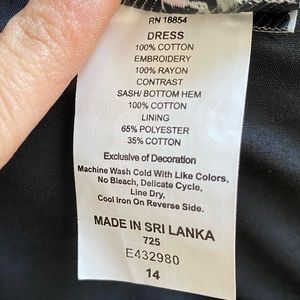 RN 18854
DRESS
100% COTTON
EMBROIDERY
100% RAYON
CONTRAST
SASH/ BOTTOM HEM
100% COTTON
LINING
65% POLYESTER
35% COTTON
Exclusive of Decoration
Machine Wash Cold With Like Colors,
No Bleach, Delicate Cycle,
Line Dry,
Cool Iron On Reverse Side.
MADE IN SRI LANKA
725
E432980
14